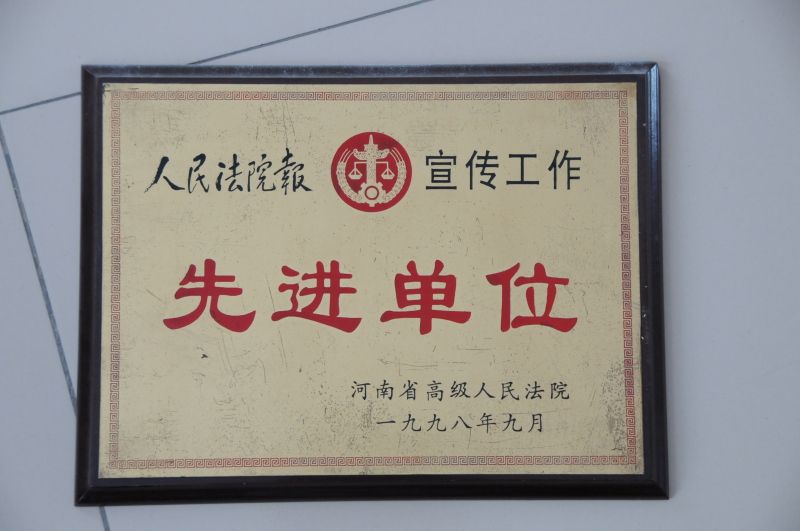 人民法院报 宣传工作
先进单位
河南省高级人民法院
一九九八年九月